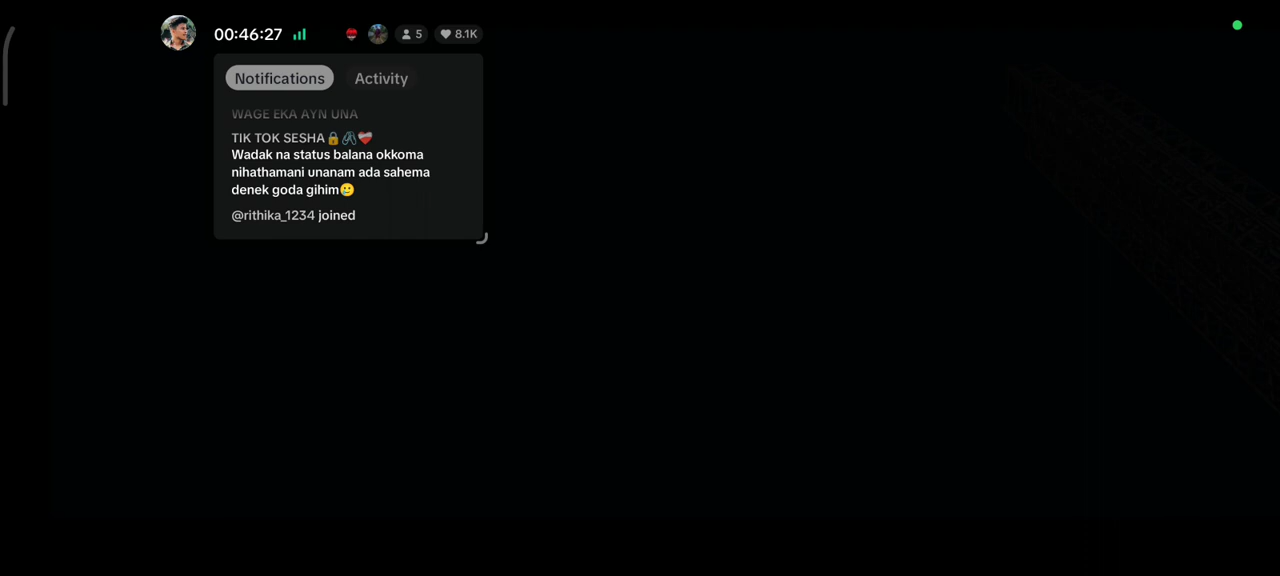 00:46:27 5 8.1K
Notifications Activity
WAGE EKA AYN UNA
TIK TOK SESHA🔒🖇️❤️‍🩹
Wadak na status balana okkoma
nihathamani unanam ada sahema
denek goda gihim🥲
@rithika_1234 joined